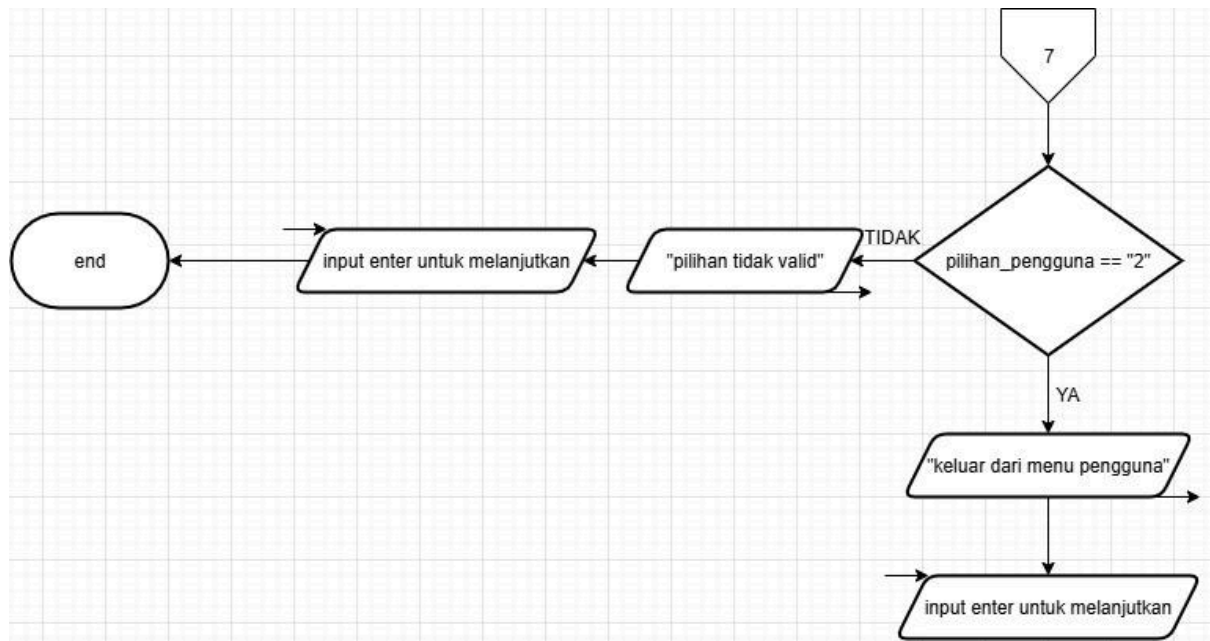 7
TIDAK
end
input enter untuk melanjutkan
"pilihan tidak valid"
pilihan_pengguna == "2"
YA
"keluar dari menu pengguna"
input enter untuk melanjutkan